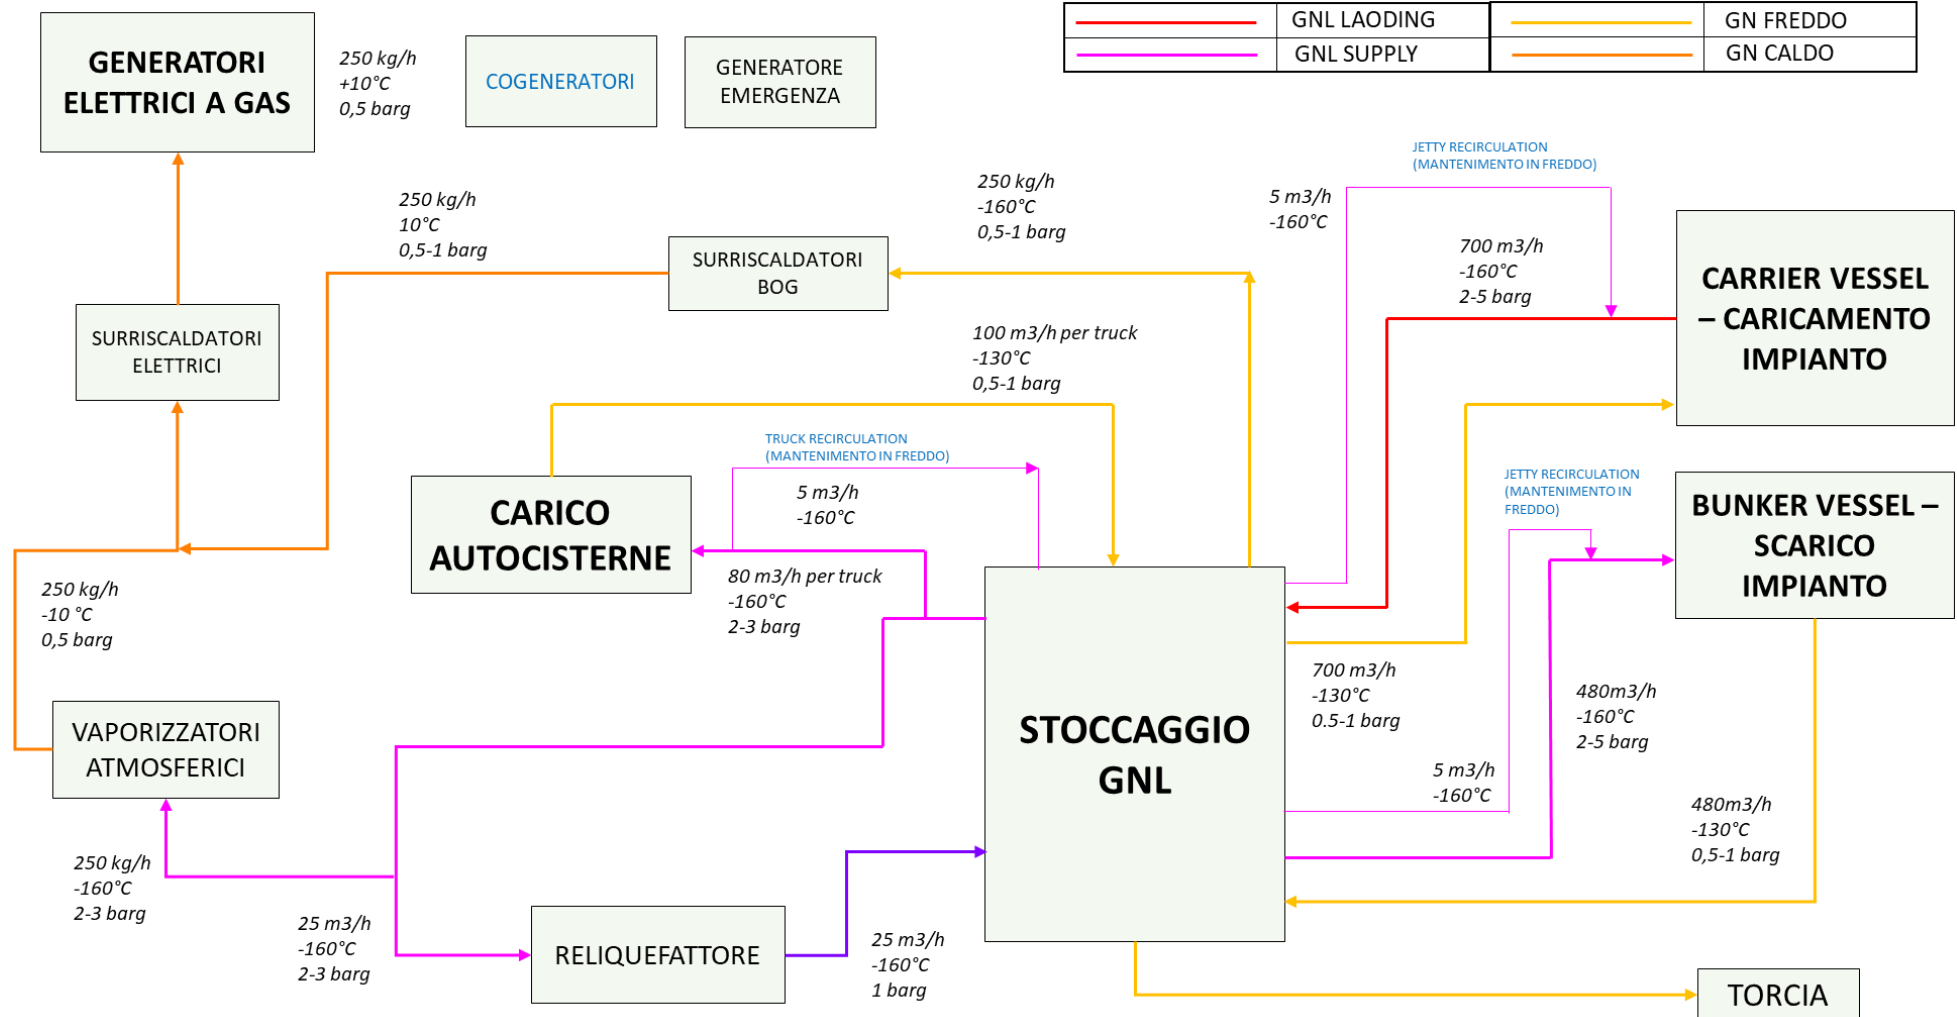 GNL LAODING
GN FREDDO
GNL SUPPLY
GN CALDO
GENERATORI
ELETTRICI A GAS
250 kg/h
+10°C
0,5 barg
COGENERATORI
GENERATORE
EMERGENZA
JETTY RECIRCULATION
(MANTENIMENTO IN FREDDO)
250 kg/h
10°C
0,5-1 barg
250 kg/h
-160°C
0,5-1 barg
5 m3/h
-160°C
700 m3/h
-160°C
2-5 barg
SURRISCALDATORI
BOG
CARRIER VESSEL
– CARICAMENTO
IMPIANTO
SURRISCALDATORI
ELETTRICI
100 m3/h per truck
-130°C
0,5-1 barg
TRUCK RECIRCULATION
(MANTENIMENTO IN FREDDO)
5 m3/h
-160°C
CARICO
AUTOCISTERNE
JETTY RECIRCULATION
(MANTENIMENTO IN
FREDDO)
BUNKER VESSEL –
SCARICO
IMPIANTO
80 m3/h per truck
-160°C
2-3 barg
250 kg/h
-10 °C
0,5 barg
700 m3/h
-130°C
0.5-1 barg
480m3/h
-160°C
2-5 barg
STOCCAGGIO
GNL
VAPORIZZATORI
ATMOSFERICI
5 m3/h
-160°C
480m3/h
-130°C
0,5-1 barg
250 kg/h
-160°C
2-3 barg
25 m3/h
-160°C
2-3 barg
RELIQUEFATTORE
25 m3/h
-160°C
1 barg
TORCIA